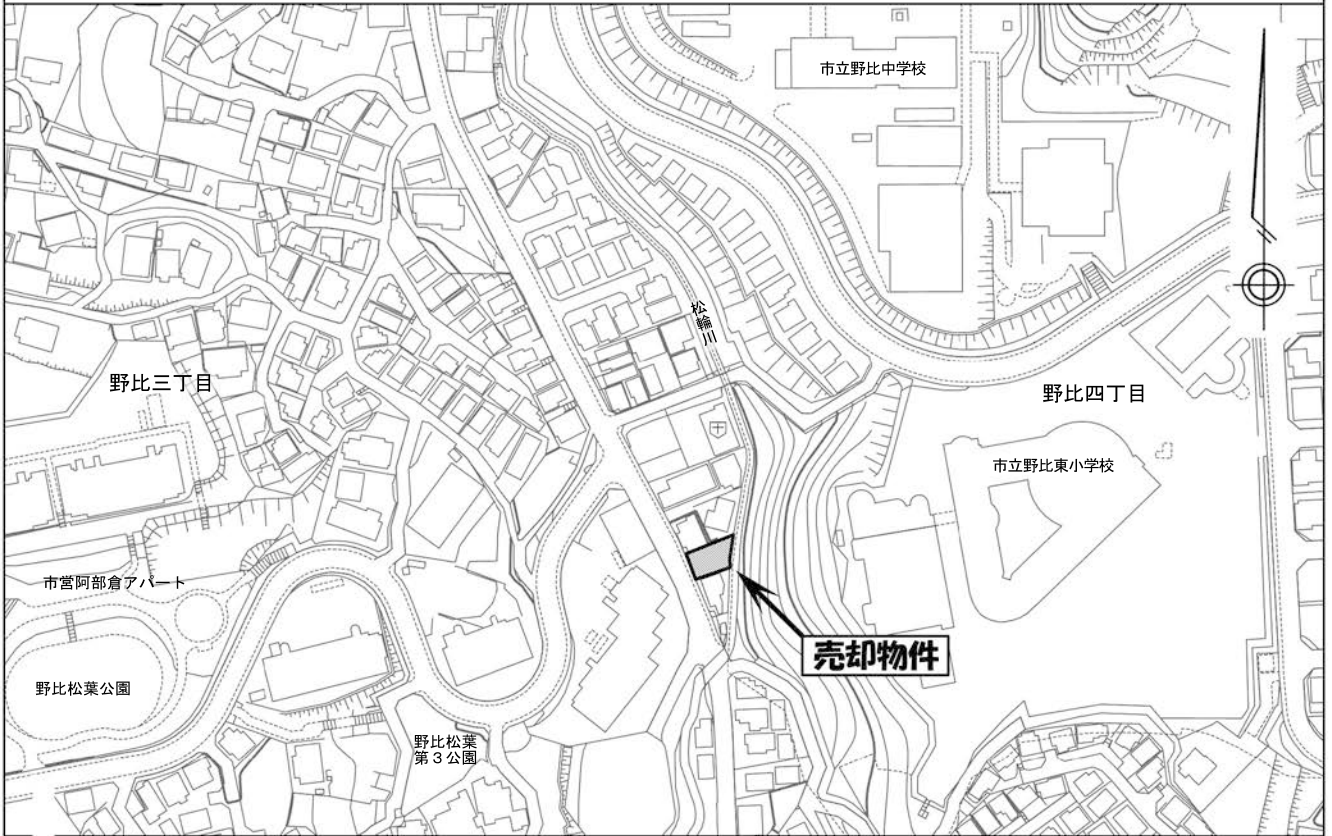 市立野比中学校
松輪川
野比三丁目
野比四丁目
市立野比東小学校
市営阿部倉アパート
売却物件
野比松葉公園
野比松葉
第3公園